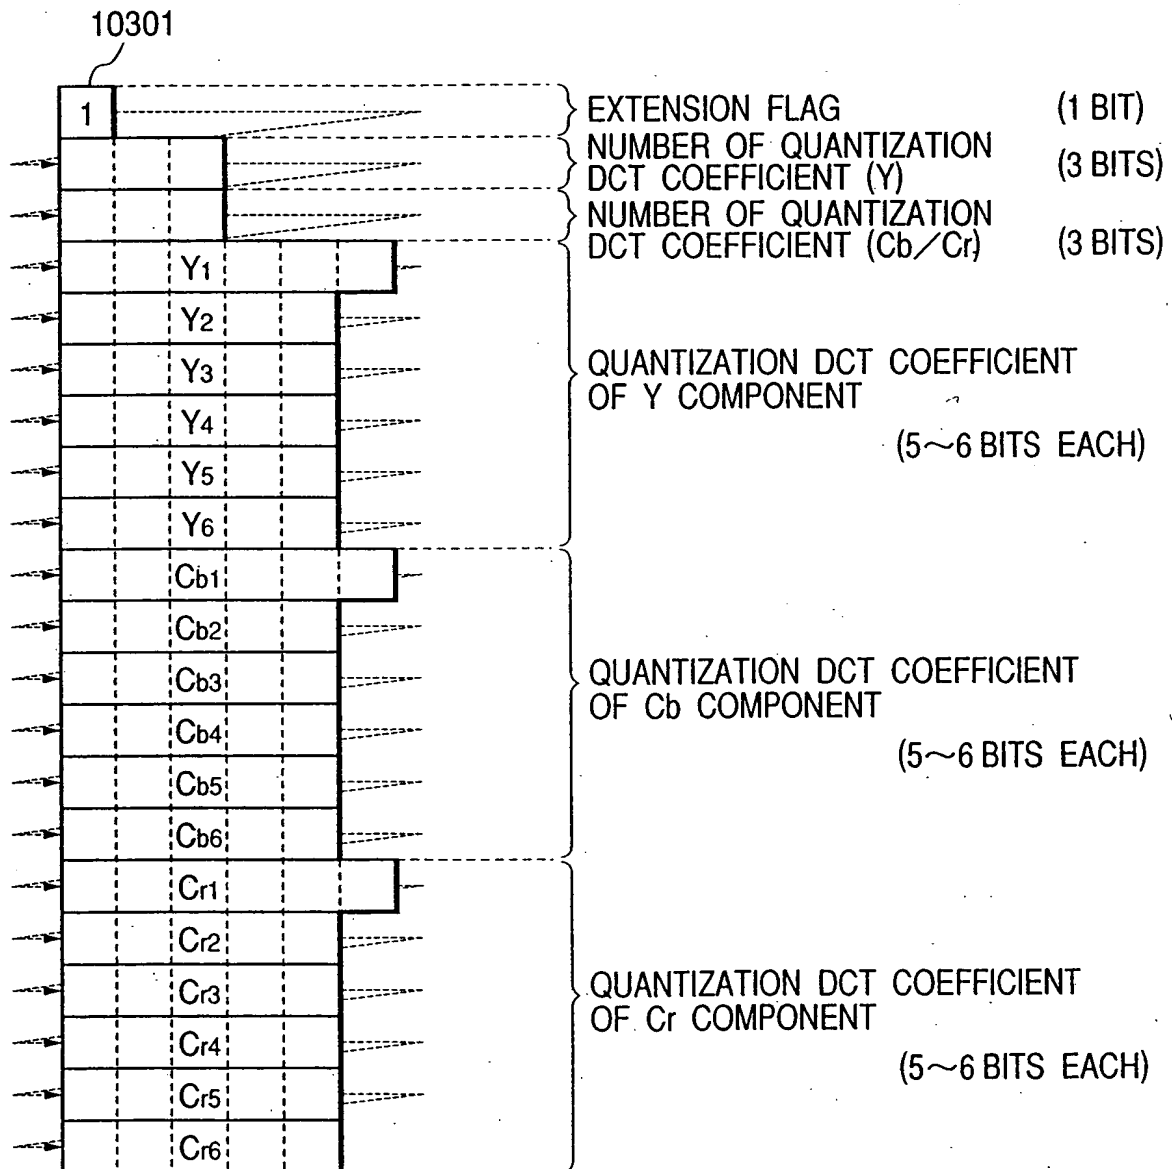 10301
1 EXTENSION FLAG (1 BIT)
NUMBER OF QUANTIZATION
DCT COEFFICIENT (Y) (3 BITS)
NUMBER OF QUANTIZATION
DCT COEFFICIENT (Cb/Cr) (3 BITS)
Y1
Y2
Y3
Y4
Y5
Y6
QUANTIZATION DCT COEFFICIENT
OF Y COMPONENT
(5~6 BITS EACH)
Cb1
Cb2
Cb3
Cb4
Cb5
Cb6
QUANTIZATION DCT COEFFICIENT
OF Cb COMPONENT
(5~6 BITS EACH)
Cr1
Cr2
Cr3
Cr4
Cr5
Cr6
QUANTIZATION DCT COEFFICIENT
OF Cr COMPONENT
(5~6 BITS EACH)